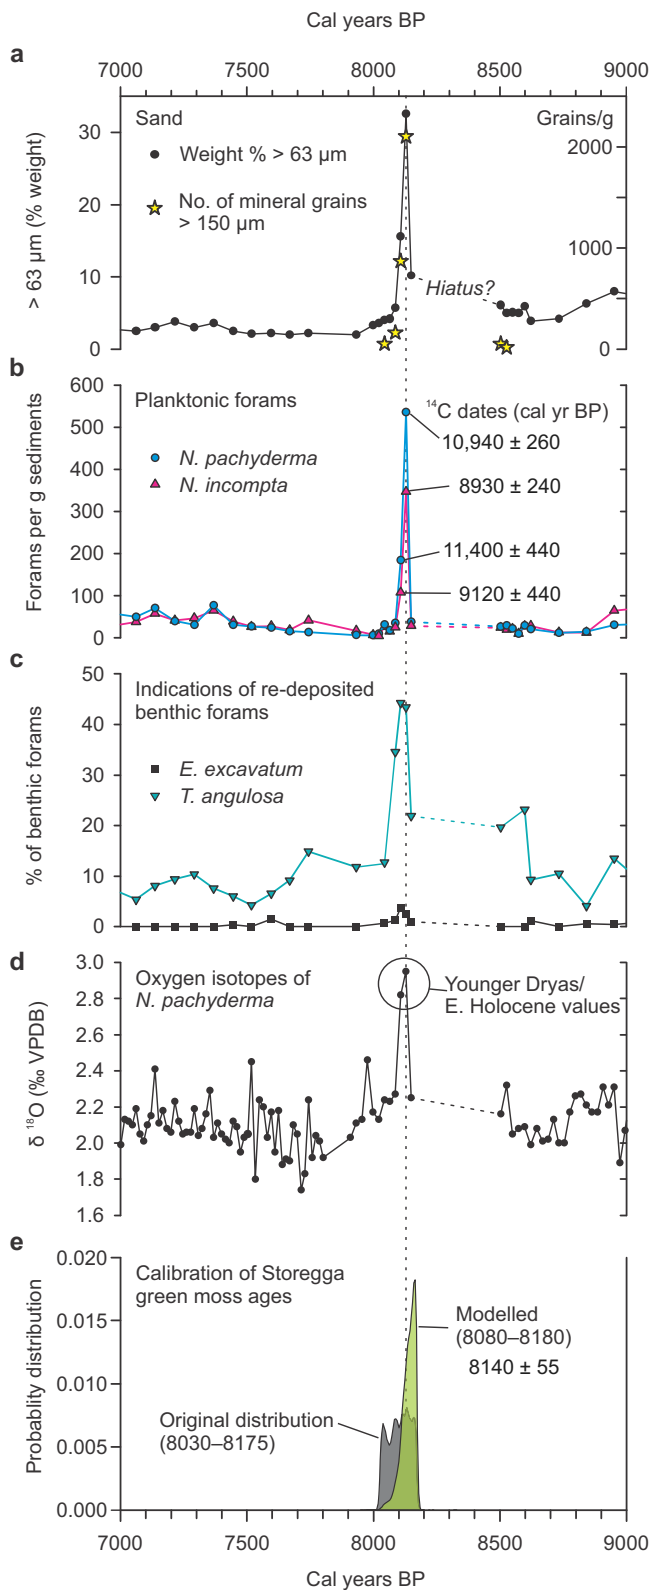 Cal years BP
a
7000 7500 8000 8500 9000
Sand
Grains/g
Weight % > 63 µm
No. of mineral grains
> 150 µm
Hiatus?
> 63 µm (% weight)
30
20
10
0
2000
1000
0
b
Planktonic forams
N. pachyderma
N. incompta
14C dates (cal yr BP)
10,940 ± 260
8930 ± 240
11,400 ± 440
9120 ± 440
Forams per g sediments
600
500
400
300
200
100
0
c
Indications of re-deposited
benthic forams
E. excavatum
T. angulosa
% of benthic forams
50
40
30
20
10
0
d
Oxygen isotopes of
N. pachyderma
Younger Dryas/
E. Holocene values
δ 18O (‰ VPDB)
3.0
2.8
2.6
2.4
2.2
2.0
1.8
1.6
e
Calibration of Storegga
green moss ages
Modelled
(8080–8180)
8140 ± 55
Original distribution
(8030–8175)
Probablity distribution
0.020
0.015
0.010
0.005
0.000
7000 7500 8000 8500 9000
Cal years BP